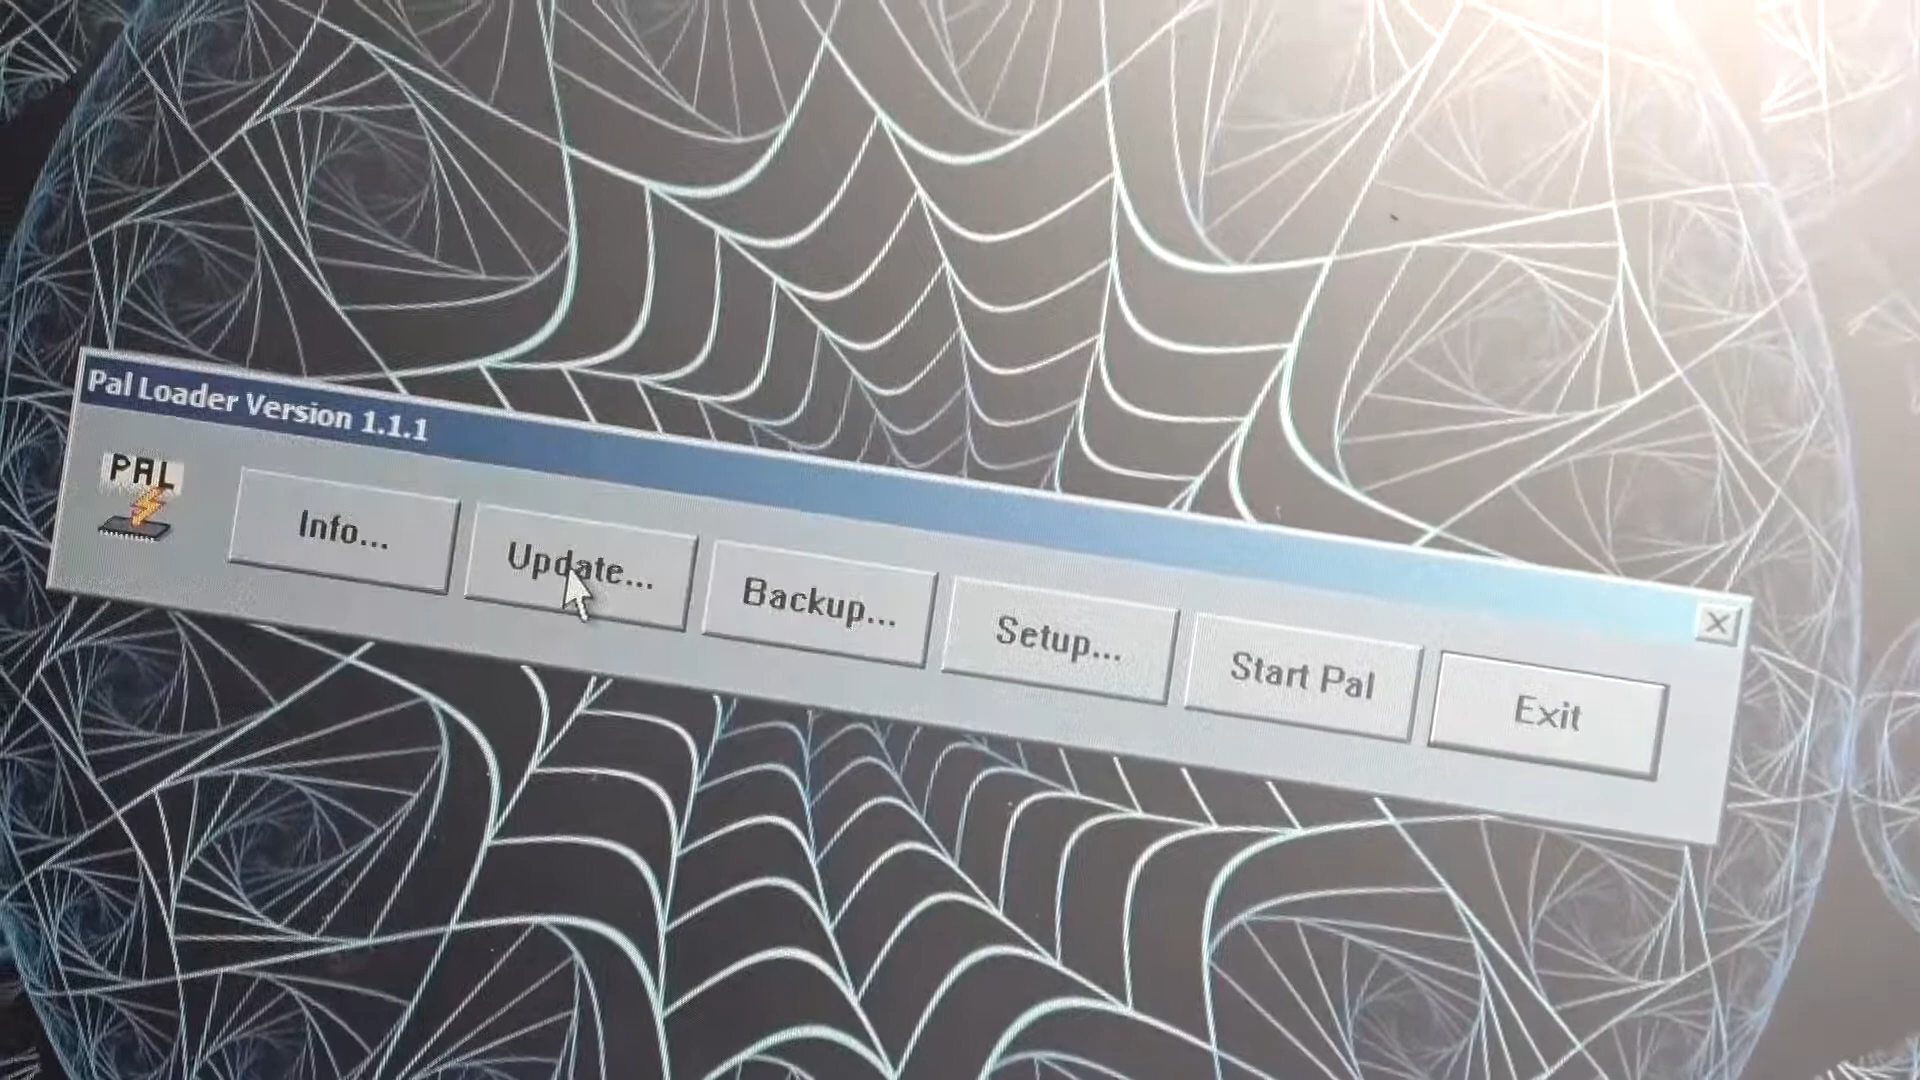 Pal Loader Version 1.1.1
PAL
Info...
Update...
Backup...
Setup...
Start Pal
Exit